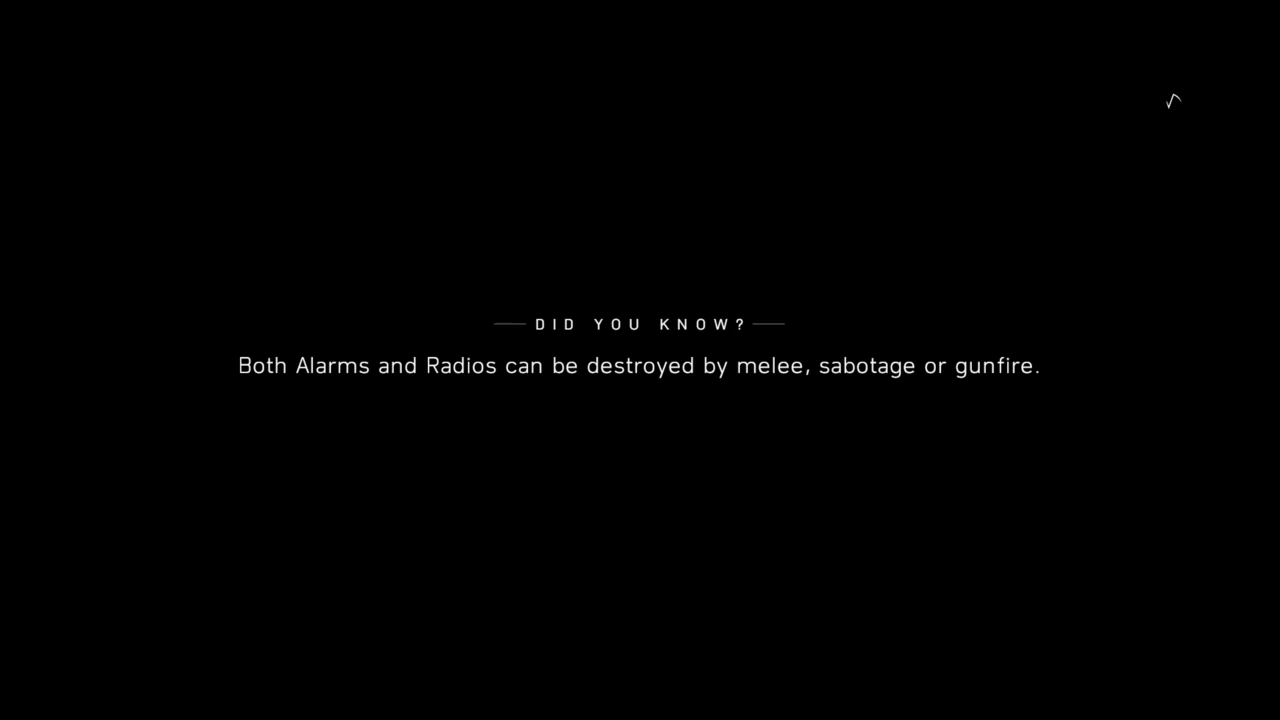 DID YOU KNOW?
Both Alarms and Radios can be destroyed by melee, sabotage or gunfire.